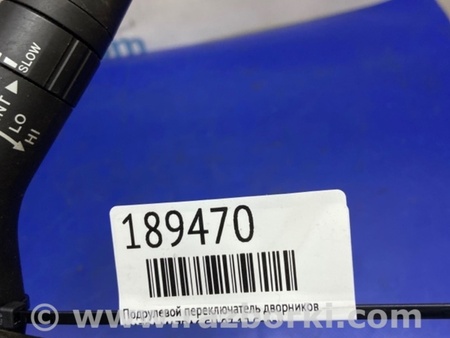 SLOW
INT
LO
HI
189470
Подрулевой переключатель дворников
www.razborki.com